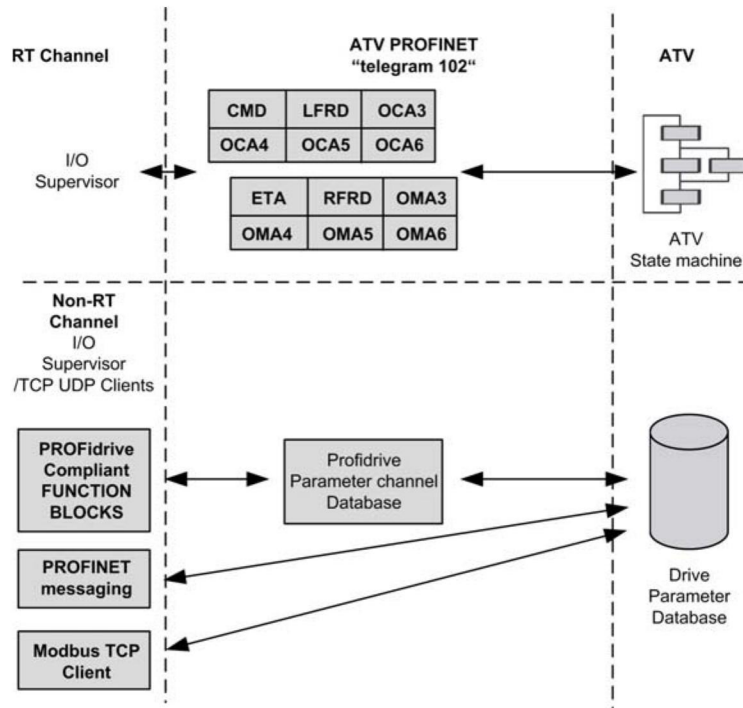 RT Channel
ATV PROFINET
“telegram 102“
ATV
CMD LFRD OCA3
OCA4 OCA5 OCA6
I/O
Supervisor
ETA RFRD OMA3
OMA4 OMA5 OMA6
ATV
State machine
Non-RT
Channel
I/O
Supervisor
/TCP UDP Clients
PROFidrive
Compliant
FUNCTION
BLOCKS
Profidrive
Parameter channel
Database
PROFINET
messaging
Modbus TCP
Client
Drive
Parameter
Database